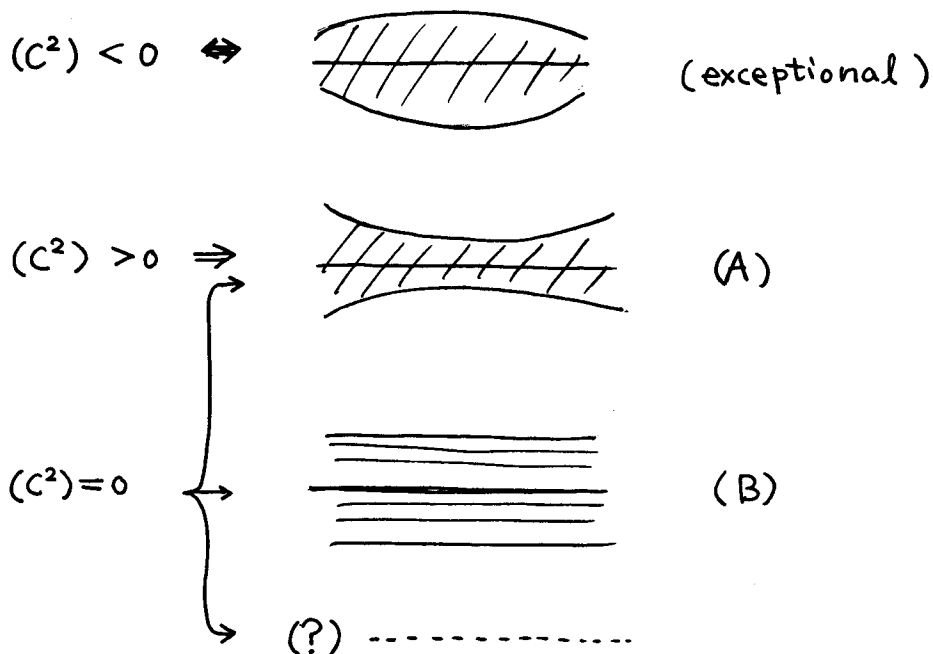 (C²) < 0 ⇔ (exceptional)
(C²) > 0 ⇒ (A)
(C²) = 0 → (B)
(?)